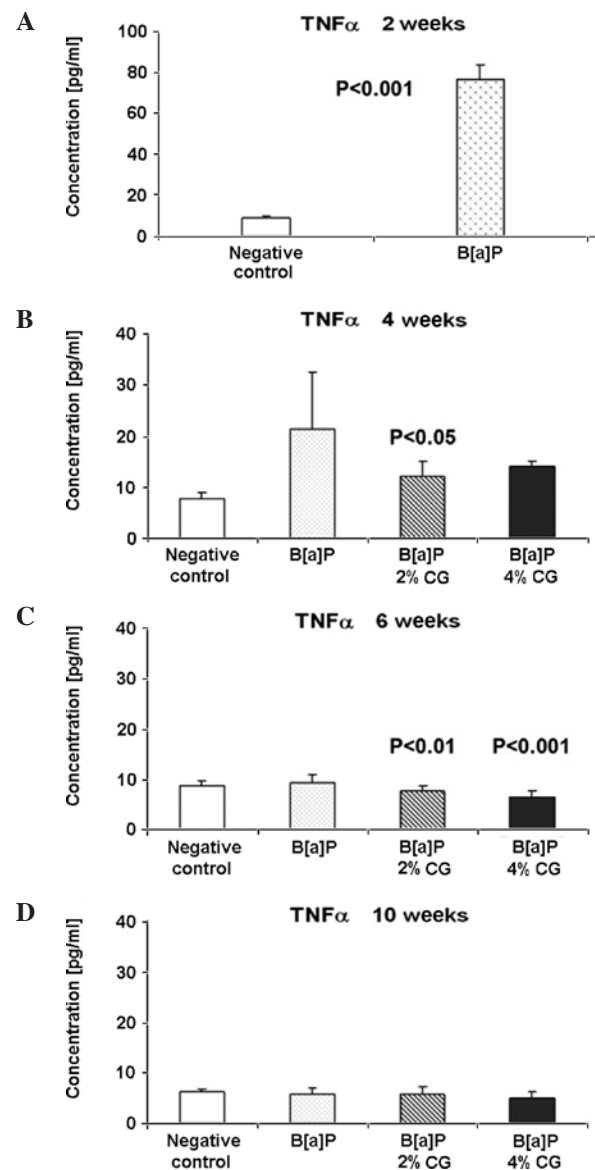 A
TNFα 2 weeks
Concentration [pg/ml]
100
80
60
40
20
0
P<0.001
Negative
control
B[a]P
B
TNFα 4 weeks
Concentration [pg/ml]
40
30
20
10
0
P<0.05
Negative
control
B[a]P
B[a]P
2% CG
B[a]P
4% CG
C
TNFα 6 weeks
Concentration [pg/ml]
40
30
20
10
0
P<0.01
P<0.001
Negative
control
B[a]P
B[a]P
2% CG
B[a]P
4% CG
D
TNFα 10 weeks
Concentration [pg/ml]
40
30
20
10
0
Negative
control
B[a]P
B[a]P
2% CG
B[a]P
4% CG